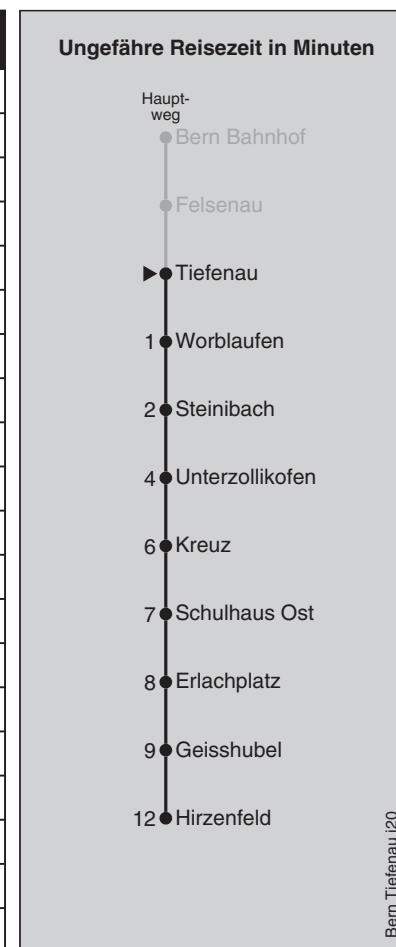 Ungefähre Reisezeit in Minuten
Haupt-
weg
Bern Bahnhof
Felsenau
Tiefenau
1 Worblaufen
2 Steinibach
4 Unterzollikofen
6 Kreuz
7 Schulhaus Ost
8 Erlachplatz
9 Geisshubel
12 Hirzenfeld
Bern Tiefenau j20